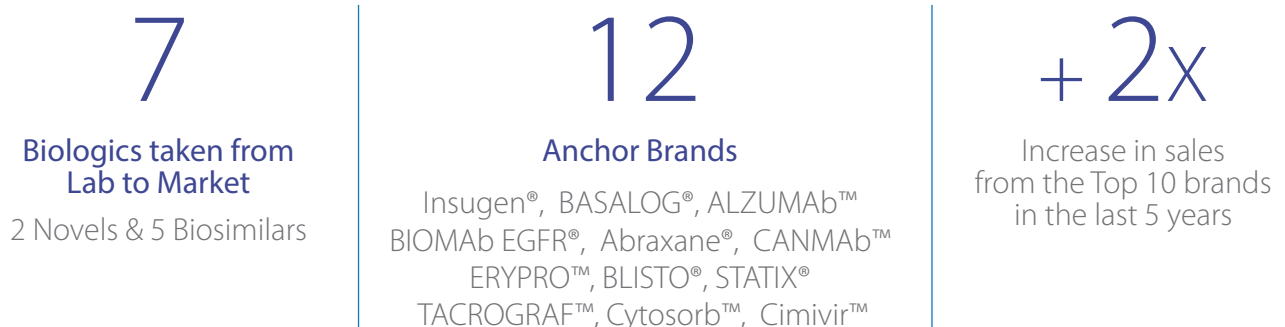 7
Biologics taken from
Lab to Market
2 Novels & 5 Biosimilars
12
Anchor Brands
Insugen®, BASALOG®, ALZUMAb™
BIOMAb EGFR®, Abraxane®, CANMAb™
ERYPRO™, BLISTO®, STATIX®
TACROGRAF™, Cytosorb™, Cimivir™
+ 2x
Increase in sales
from the Top 10 brands
in the last 5 years